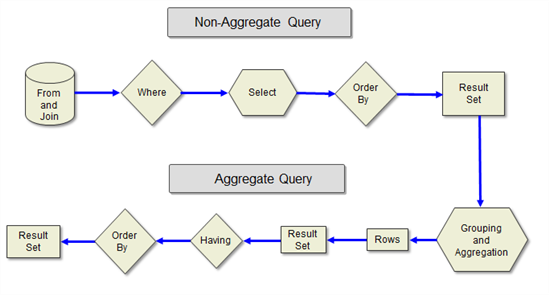 Non-Aggregate Query
From
and
Join
Where
Select
Order
By
Result
Set
Aggregate Query
Result
Set
Order
By
Having
Result
Set
Rows
Grouping
and
Aggregation